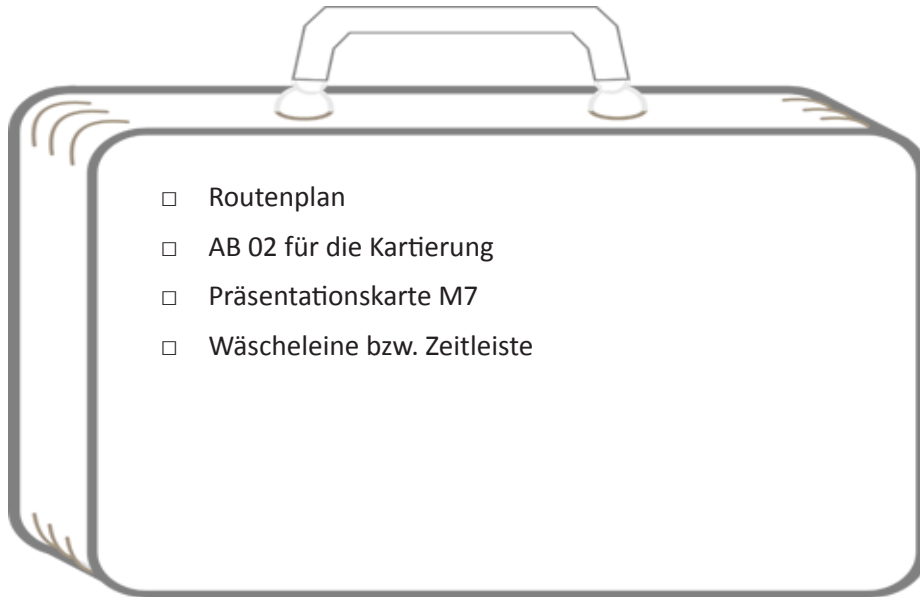 □ Routenplan
□ AB 02 für die Kartierung
□ Präsentationskarte M7
□ Wäscheleine bzw. Zeitleiste